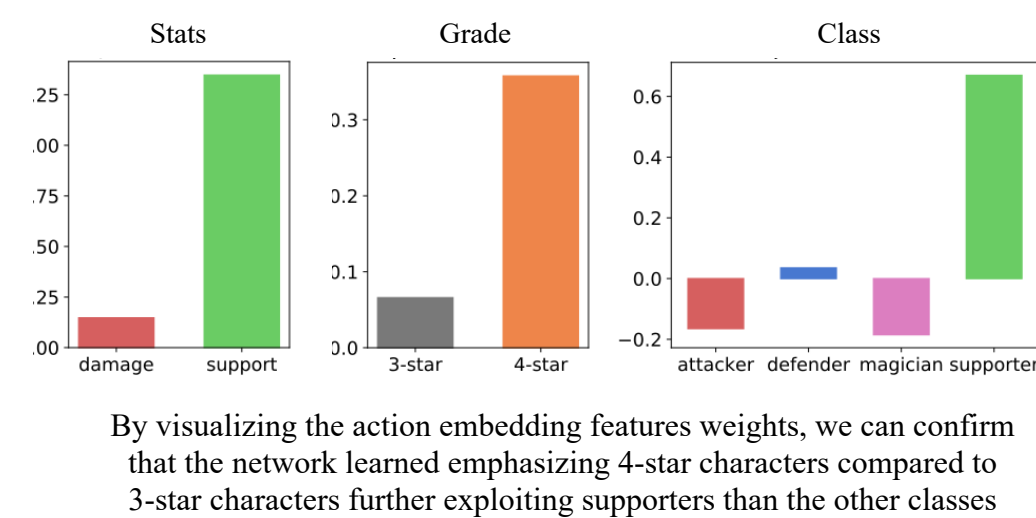 Stats Grade Class
.25
.00
.75
.50
.25
.00
damage support
0.3
0.2
0.1
0.0
3-star 4-star
0.6
0.4
0.2
0.0
−0.2
attacker defender magician supporter
By visualizing the action embedding features weights, we can confirm
that the network learned emphasizing 4-star characters compared to
3-star characters further exploiting supporters than the other classes